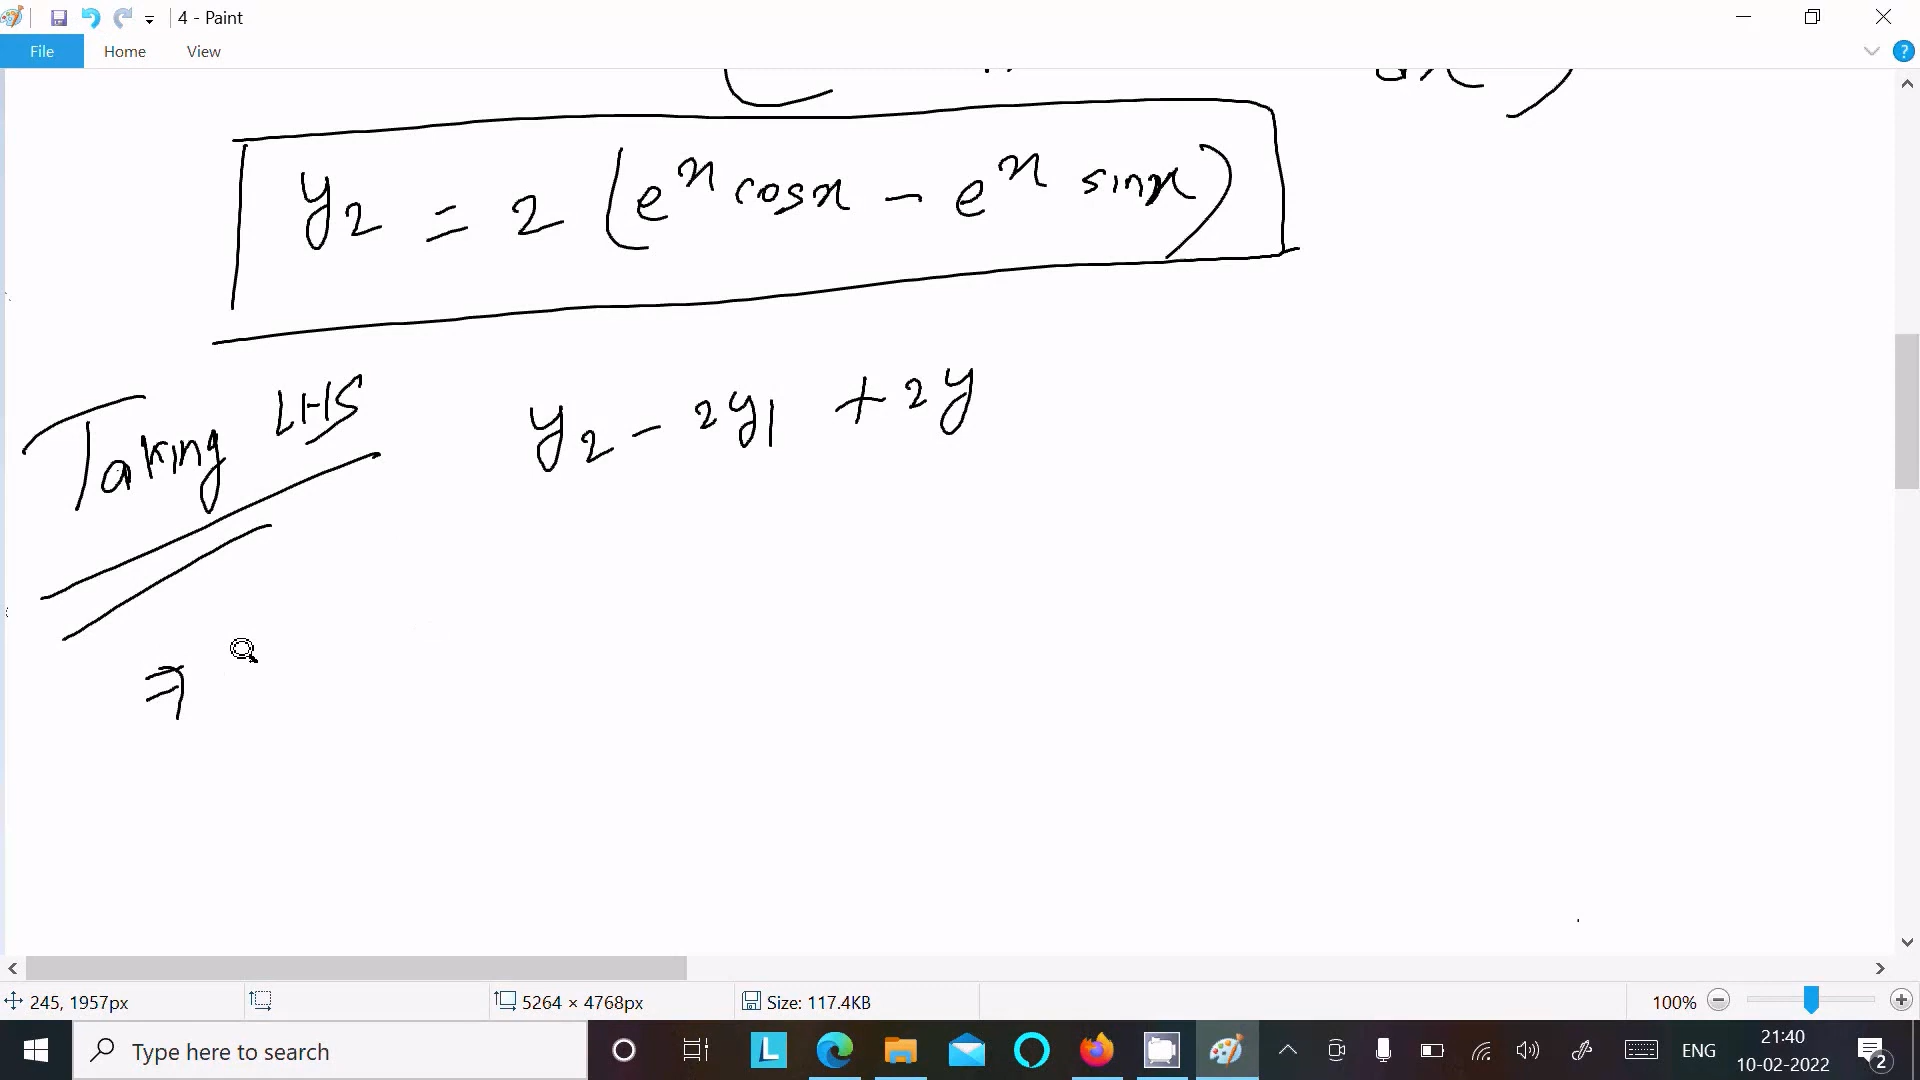 4 - Paint
File Home View
y₂ = 2 (eˣ cosx - eˣ sinx)
Taking LHS y₂ - 2y₁ + 2y
⇒
245, 1957px 5264 × 4768px Size: 117.4KB 100%
Type here to search
ENG
21:40
10-02-2022
2